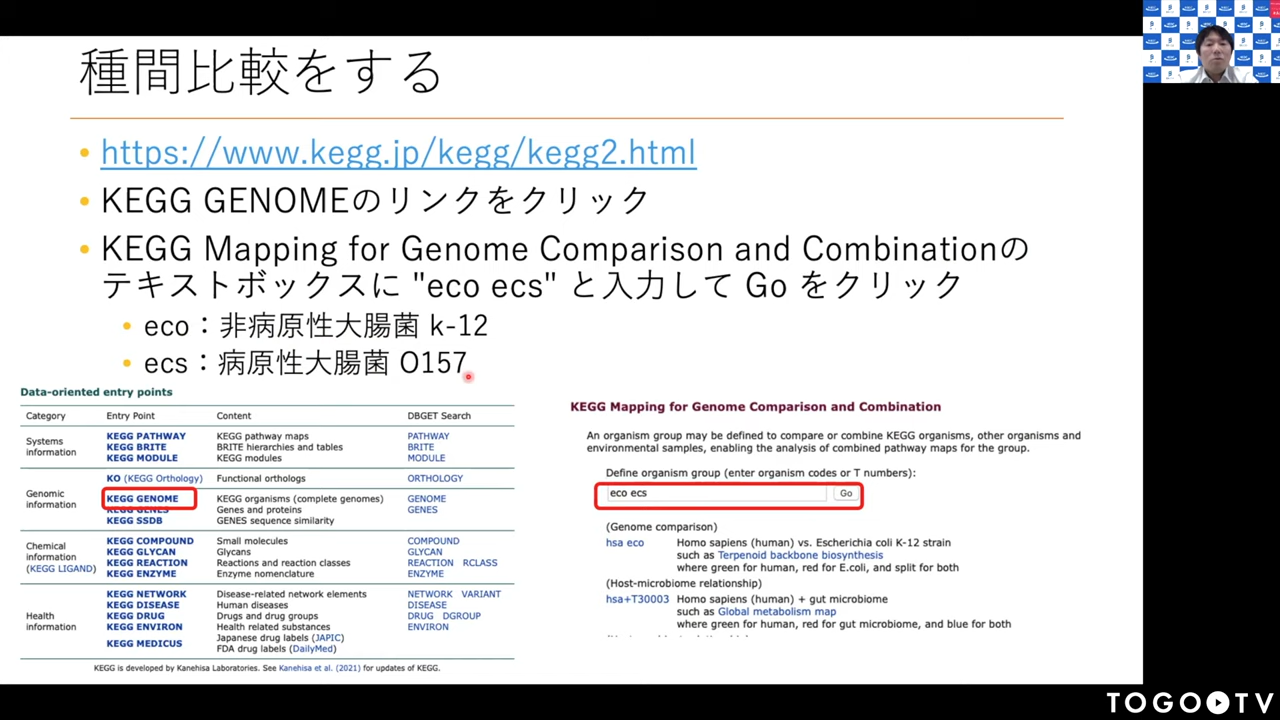 種間比較をする
• https://www.kegg.jp/kegg/kegg2.html
• KEGG GENOMEのリンクをクリック
• KEGG Mapping for Genome Comparison and Combinationの
テキストボックスに "eco ecs" と入力して Go をクリック
• eco：非病原性大腸菌 k-12
• ecs：病原性大腸菌 O157
Data-oriented entry points
Category Entry Point Content DBGET Search
Systems information
KEGG PATHWAY KEGG pathway maps PATHWAY
KEGG BRITE BRITE hierarchies and tables BRITE
KEGG MODULE KEGG modules MODULE
Genomic information
KO (KEGG Orthology) Functional orthologs ORTHOLOGY
KEGG GENOME KEGG organisms (complete genomes) GENOME
KEGG GENES Genes and proteins GENES
KEGG SSDB GENES sequence similarity
Chemical information (KEGG LIGAND)
KEGG COMPOUND Small molecules COMPOUND
KEGG GLYCAN Glycans GLYCAN
KEGG REACTION Reactions and reaction classes REACTION RCLASS
KEGG ENZYME Enzyme nomenclature ENZYME
Health information
KEGG NETWORK Disease-related network elements NETWORK VARIANT
KEGG DISEASE Human diseases DISEASE
KEGG DRUG Drugs and drug groups DRUG DGROUP
KEGG ENVIRON Health related substances ENVIRON
KEGG MEDICUS Japanese drug labels (JAPIC)
FDA drug labels (DailyMed)
KEGG is developed by Kanehisa Laboratories. See Kanehisa et al. (2021) for updates of KEGG.
KEGG Mapping for Genome Comparison and Combination
An organism group may be defined to compare or combine KEGG organisms, other organisms and
environmental samples, enabling the analysis of combined pathway maps for the group.
Define organism group (enter organism codes or T numbers):
eco ecs Go
(Genome comparison)
hsa eco Homo sapiens (human) vs. Escherichia coli K-12 strain
such as Terpenoid backbone biosynthesis
where green for human, red for E.coli, and split for both
(Host-microbiome relationship)
hsa+T30003 Homo sapiens (human) + gut microbiome
such as Global metabolism map
where green for human, red for gut microbiome, and blue for both
TOGO TV